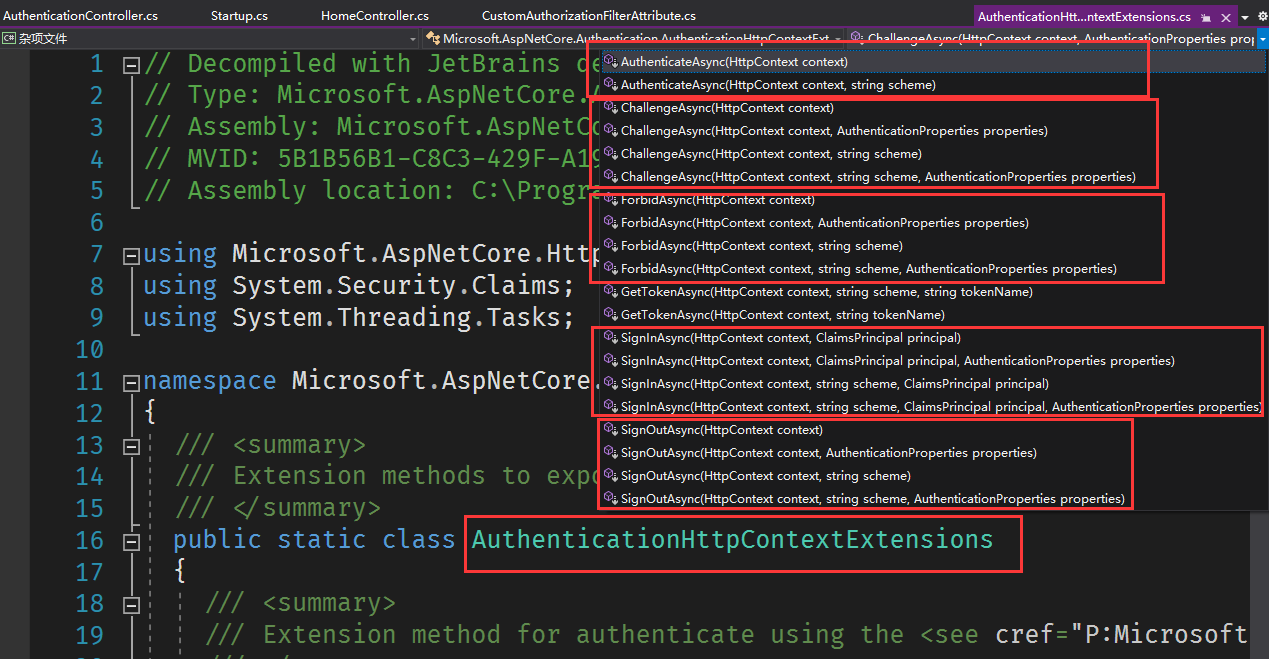 AuthenticationController.cs Startup.cs HomeController.cs CustomAuthorizationFilterAttribute.cs AuthenticationHtt...ntextExtensions.cs
C# 杂项文件 Microsoft.AspNetCore.Authentication.AuthenticationHttpContextExt ChallengeAsync(HttpContext context, AuthenticationProperties prop
AuthenticateAsync(HttpContext context)
AuthenticateAsync(HttpContext context, string scheme)
ChallengeAsync(HttpContext context)
ChallengeAsync(HttpContext context, AuthenticationProperties properties)
ChallengeAsync(HttpContext context, string scheme)
ChallengeAsync(HttpContext context, string scheme, AuthenticationProperties properties)
ForbidAsync(HttpContext context)
ForbidAsync(HttpContext context, AuthenticationProperties properties)
ForbidAsync(HttpContext context, string scheme)
ForbidAsync(HttpContext context, string scheme, AuthenticationProperties properties)
GetTokenAsync(HttpContext context, string scheme, string tokenName)
GetTokenAsync(HttpContext context, string tokenName)
SignInAsync(HttpContext context, ClaimsPrincipal principal)
SignInAsync(HttpContext context, ClaimsPrincipal principal, AuthenticationProperties properties)
SignInAsync(HttpContext context, string scheme, ClaimsPrincipal principal)
SignInAsync(HttpContext context, string scheme, ClaimsPrincipal principal, AuthenticationProperties properties)
SignOutAsync(HttpContext context)
SignOutAsync(HttpContext context, AuthenticationProperties properties)
SignOutAsync(HttpContext context, string scheme)
SignOutAsync(HttpContext context, string scheme, AuthenticationProperties properties)
1 // Decompiled with JetBrains de
2 // Type: Microsoft.AspNetCore.A
3 // Assembly: Microsoft.AspNetCo
4 // MVID: 5B1B56B1-C8C3-429F-A19
5 // Assembly location: C:\Progra
6
7 using Microsoft.AspNetCore.Http
8 using System.Security.Claims;
9 using System.Threading.Tasks;
10
11 namespace Microsoft.AspNetCore.
12 {
13 /// <summary>
14 /// Extension methods to expo
15 /// </summary>
16 public static class AuthenticationHttpContextExtensions
17 {
18 /// <summary>
19 /// Extension method for authenticate using the <see cref="P:Microsoft